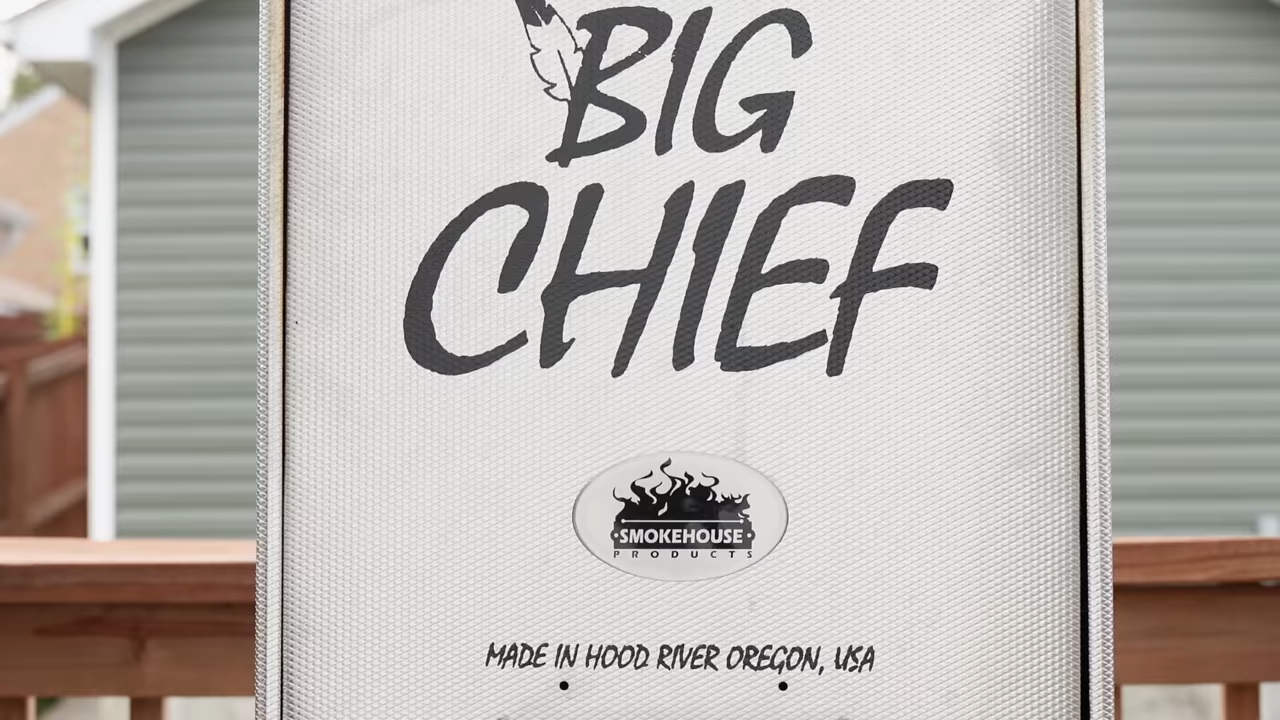 BIG
CHIEF
SMOKEHOUSE
PRODUCTS
MADE IN HOOD RIVER OREGON, USA